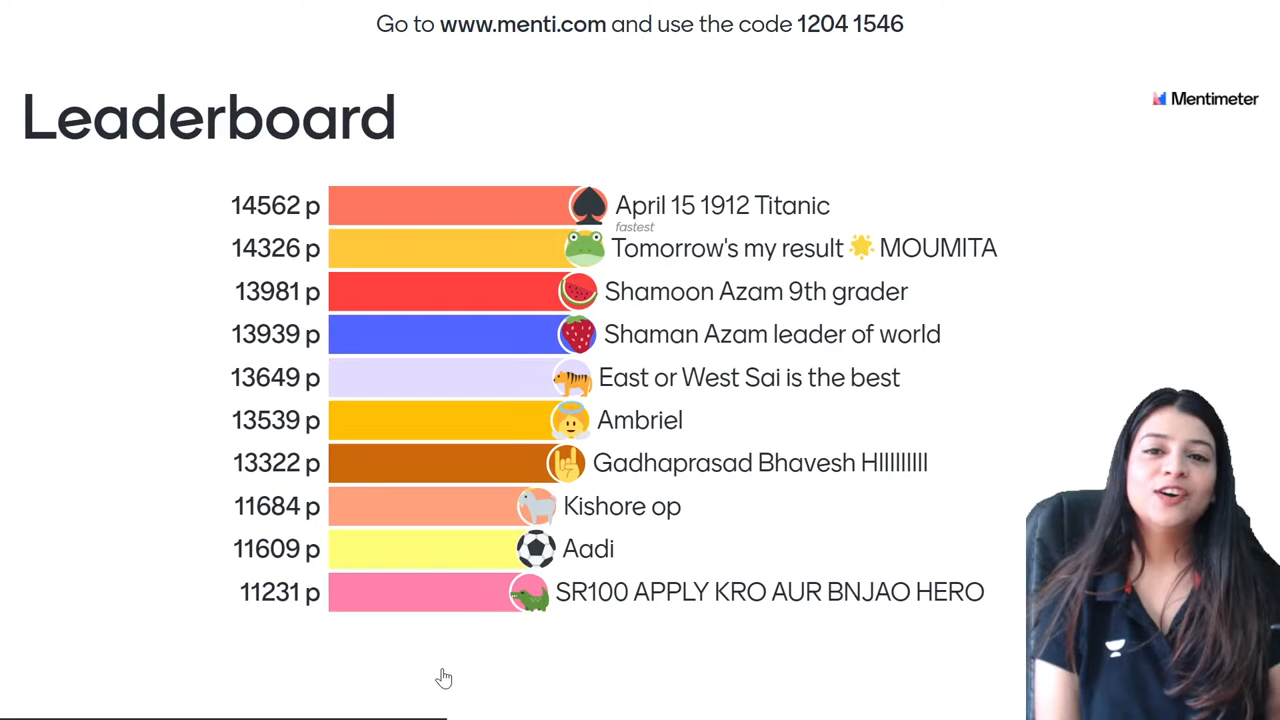 Go to www.menti.com and use the code 1204 1546
Leaderboard
Mentimeter
14562 p April 15 1912 Titanic
fastest
14326 p Tomorrow's my result 🌟 MOUMITA
13981 p Shamoon Azam 9th grader
13939 p Shaman Azam leader of world
13649 p East or West Sai is the best
13539 p Ambriel
13322 p Gadhaprasad Bhavesh HIIIIIIIII
11684 p Kishore op
11609 p Aadi
11231 p SR100 APPLY KRO AUR BNJAO HERO